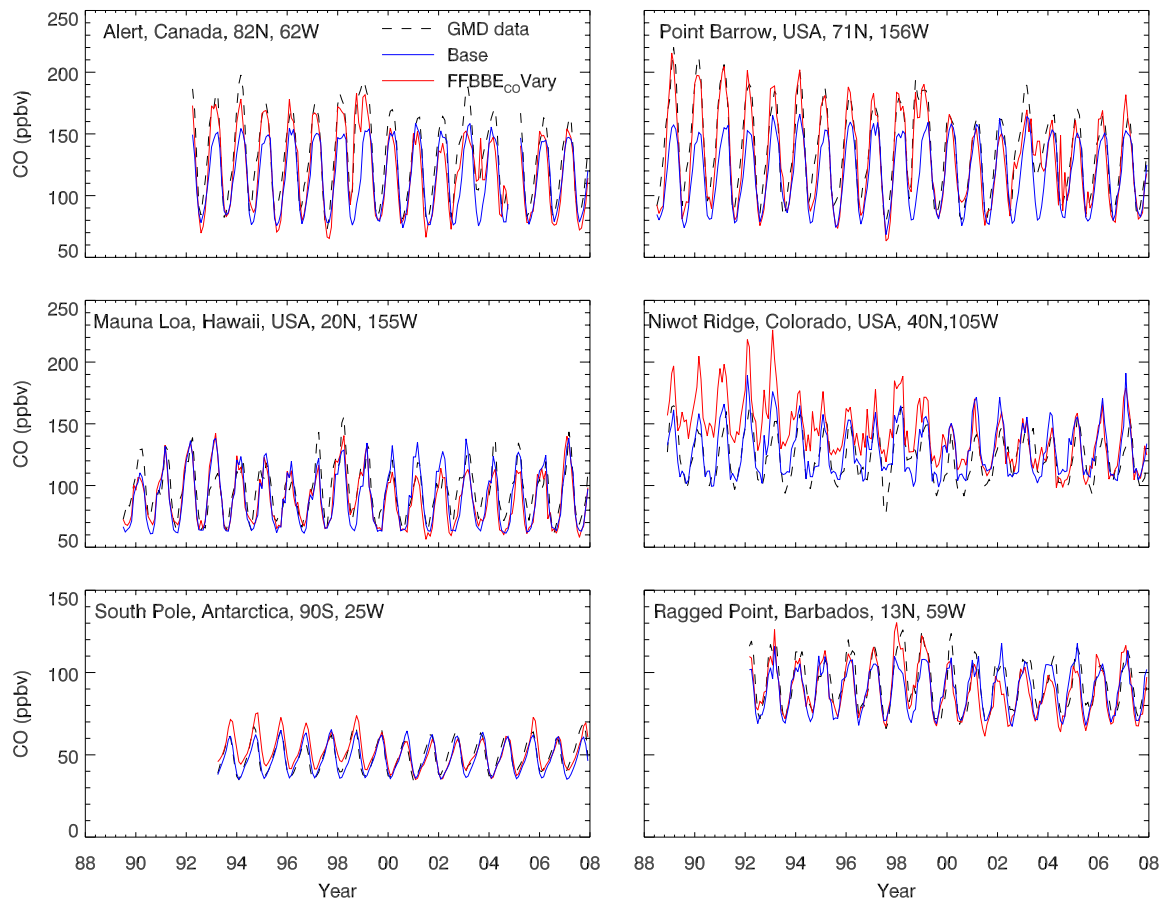 Alert, Canada, 82N, 62W
GMD data
Base
FFBBE_CO Vary
250
200
150
100
50
CO (ppbv)
Point Barrow, USA, 71N, 156W
Mauna Loa, Hawaii, USA, 20N, 155W
250
200
150
100
50
CO (ppbv)
Niwot Ridge, Colorado, USA, 40N,105W
South Pole, Antarctica, 90S, 25W
150
100
50
0
CO (ppbv)
88 90 92 94 96 98 00 02 04 06 08
Year
Ragged Point, Barbados, 13N, 59W
88 90 92 94 96 98 00 02 04 06 08
Year